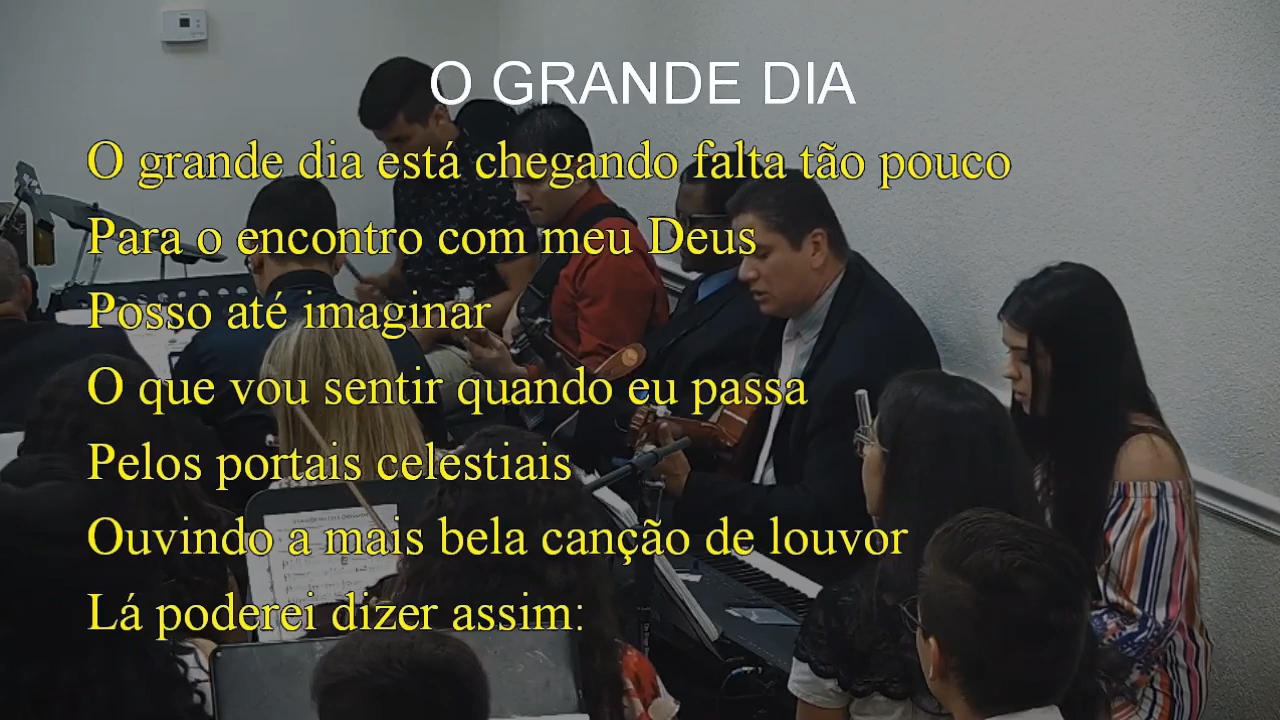 O GRANDE DIA
O grande dia está chegando falta tão pouco
Para o encontro com meu Deus
Posso até imaginar
O que vou sentir quando eu passa
Pelos portais celestiais
Ouvindo a mais bela canção de louvor
Lá poderei dizer assim: